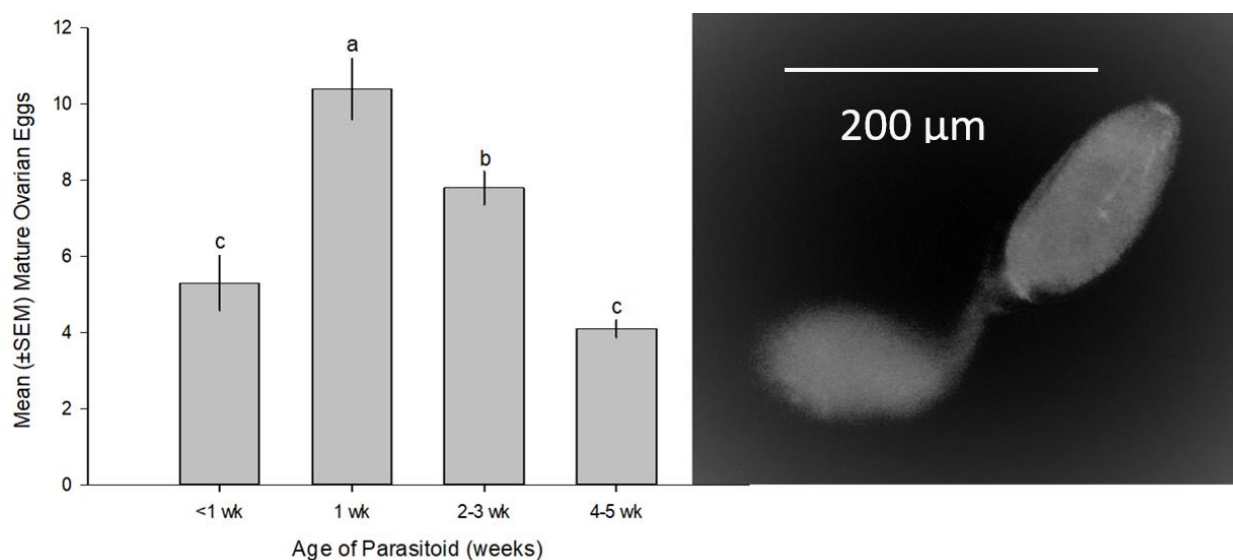 Mean (±SEM) Mature Ovarian Eggs
12
10
8
6
4
2
0
c
a
b
c
<1 wk
1 wk
2-3 wk
4-5 wk
Age of Parasitoid (weeks)
200 µm